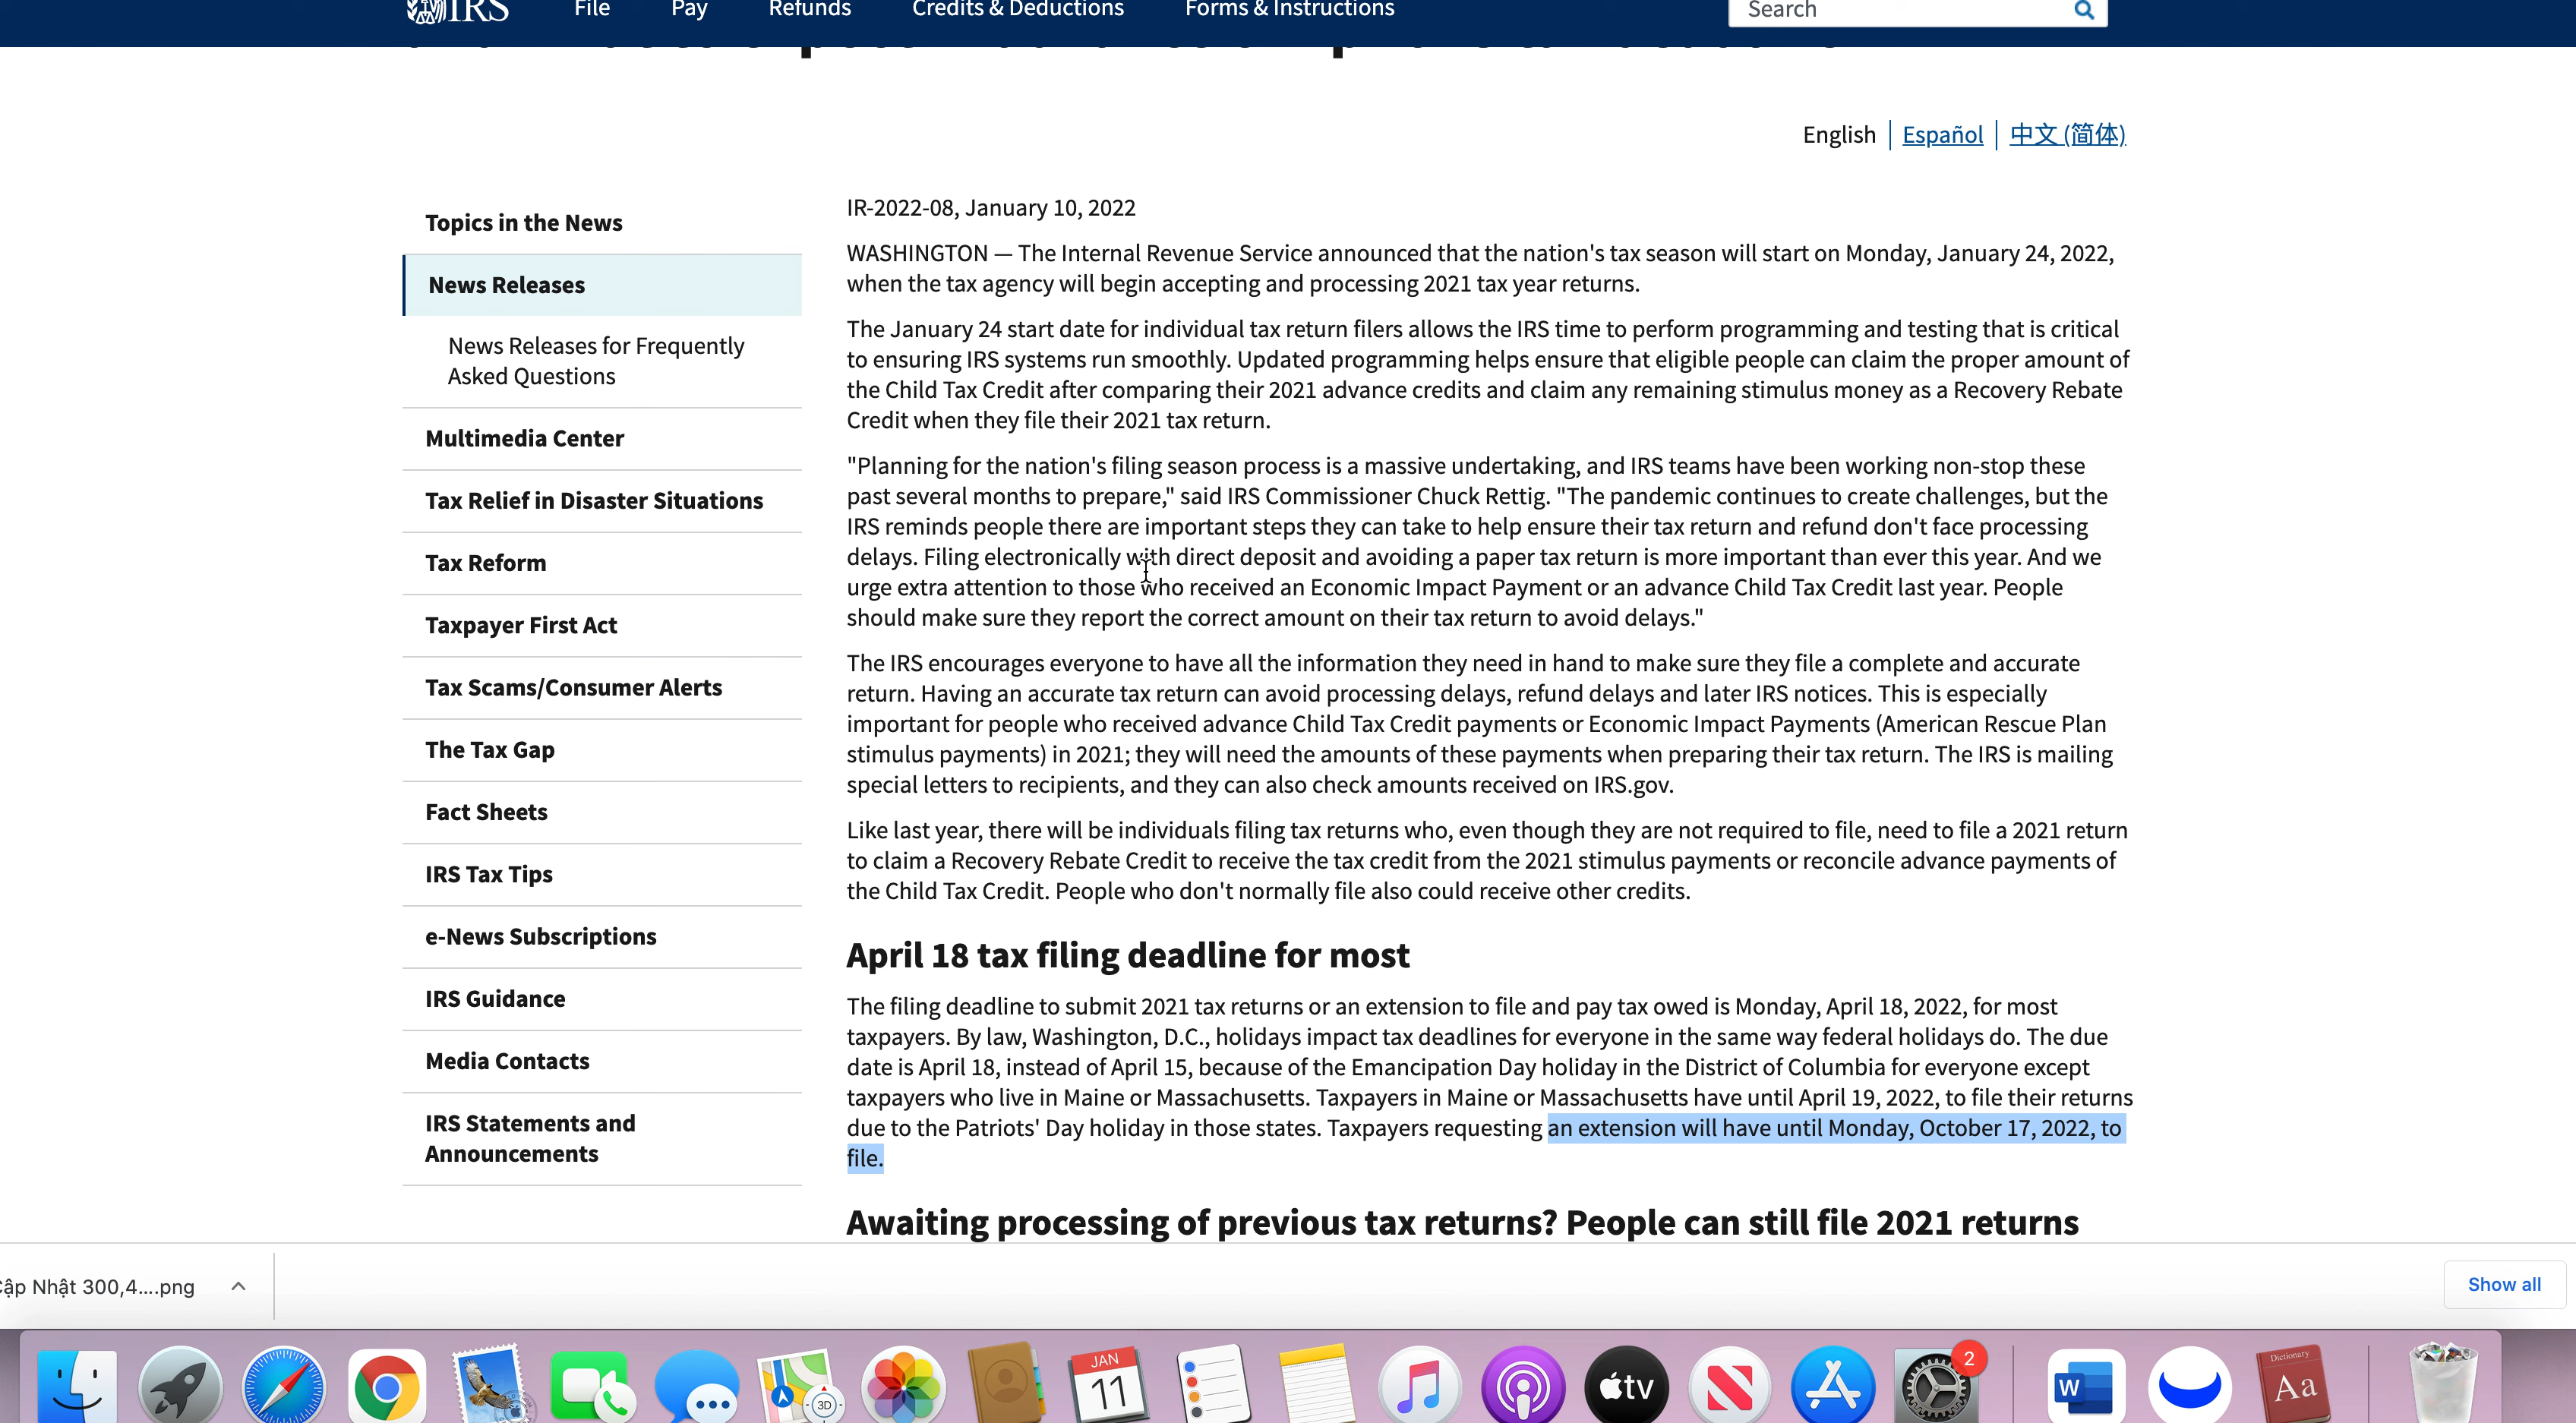 IRS
File
Pay
Refunds
Credits & Deductions
Forms & Instructions
Search
English
Español
中文 (简体)
Topics in the News
News Releases
News Releases for Frequently
Asked Questions
Multimedia Center
Tax Relief in Disaster Situations
Tax Reform
Taxpayer First Act
Tax Scams/Consumer Alerts
The Tax Gap
Fact Sheets
IRS Tax Tips
e-News Subscriptions
IRS Guidance
Media Contacts
IRS Statements and
Announcements
IR-2022-08, January 10, 2022
WASHINGTON — The Internal Revenue Service announced that the nation's tax season will start on Monday, January 24, 2022,
when the tax agency will begin accepting and processing 2021 tax year returns.
The January 24 start date for individual tax return filers allows the IRS time to perform programming and testing that is critical
to ensuring IRS systems run smoothly. Updated programming helps ensure that eligible people can claim the proper amount of
the Child Tax Credit after comparing their 2021 advance credits and claim any remaining stimulus money as a Recovery Rebate
Credit when they file their 2021 tax return.
"Planning for the nation's filing season process is a massive undertaking, and IRS teams have been working non-stop these
past several months to prepare," said IRS Commissioner Chuck Rettig. "The pandemic continues to create challenges, but the
IRS reminds people there are important steps they can take to help ensure their tax return and refund don't face processing
delays. Filing electronically with direct deposit and avoiding a paper tax return is more important than ever this year. And we
urge extra attention to those who received an Economic Impact Payment or an advance Child Tax Credit last year. People
should make sure they report the correct amount on their tax return to avoid delays."
The IRS encourages everyone to have all the information they need in hand to make sure they file a complete and accurate
return. Having an accurate tax return can avoid processing delays, refund delays and later IRS notices. This is especially
important for people who received advance Child Tax Credit payments or Economic Impact Payments (American Rescue Plan
stimulus payments) in 2021; they will need the amounts of these payments when preparing their tax return. The IRS is mailing
special letters to recipients, and they can also check amounts received on IRS.gov.
Like last year, there will be individuals filing tax returns who, even though they are not required to file, need to file a 2021 return
to claim a Recovery Rebate Credit to receive the tax credit from the 2021 stimulus payments or reconcile advance payments of
the Child Tax Credit. People who don't normally file also could receive other credits.
April 18 tax filing deadline for most
The filing deadline to submit 2021 tax returns or an extension to file and pay tax owed is Monday, April 18, 2022, for most
taxpayers. By law, Washington, D.C., holidays impact tax deadlines for everyone in the same way federal holidays do. The due
date is April 18, instead of April 15, because of the Emancipation Day holiday in the District of Columbia for everyone except
taxpayers who live in Maine or Massachusetts. Taxpayers in Maine or Massachusetts have until April 19, 2022, to file their returns
due to the Patriots' Day holiday in those states. Taxpayers requesting an extension will have until Monday, October 17, 2022, to
file.
Awaiting processing of previous tax returns? People can still file 2021 returns
Cập Nhật 300,4....png
Show all
3D
JAN
11
tv
2
W
Dictionary
Aa